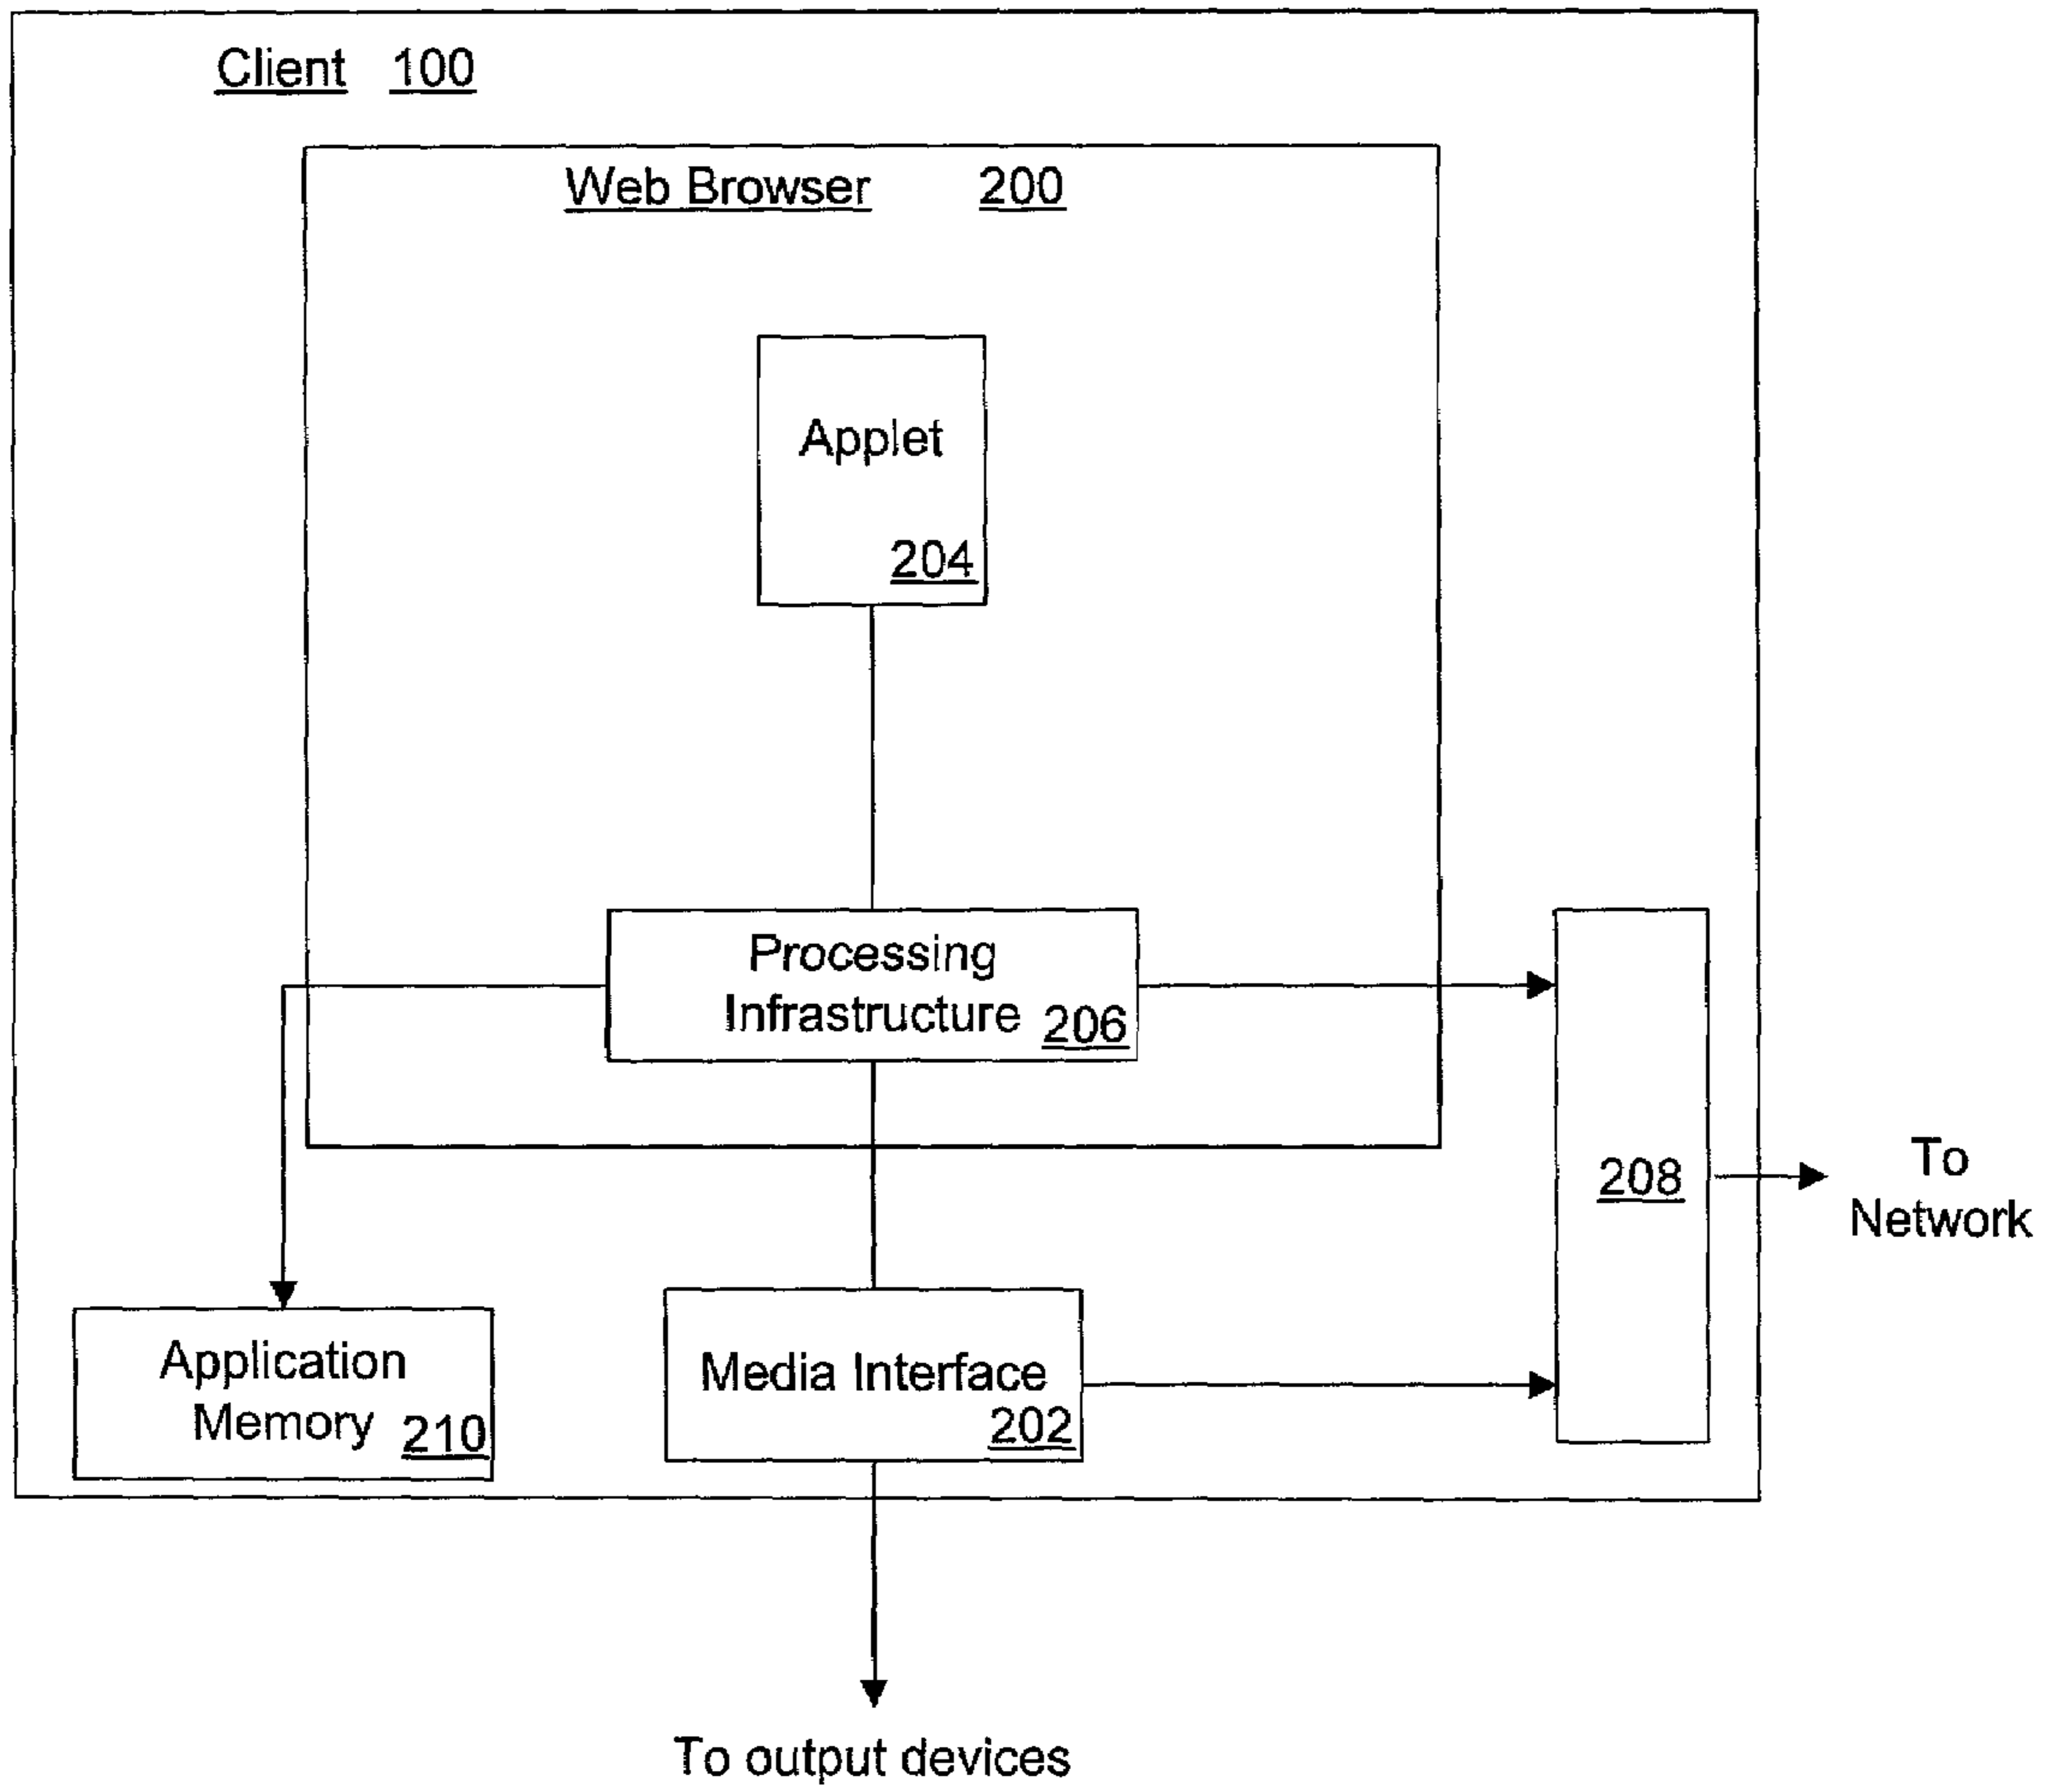 Client 100
Web Browser 200
Applet
204
Processing
Infrastructure 206
208
To
Network
Application
Memory 210
Media Interface
202
To output devices